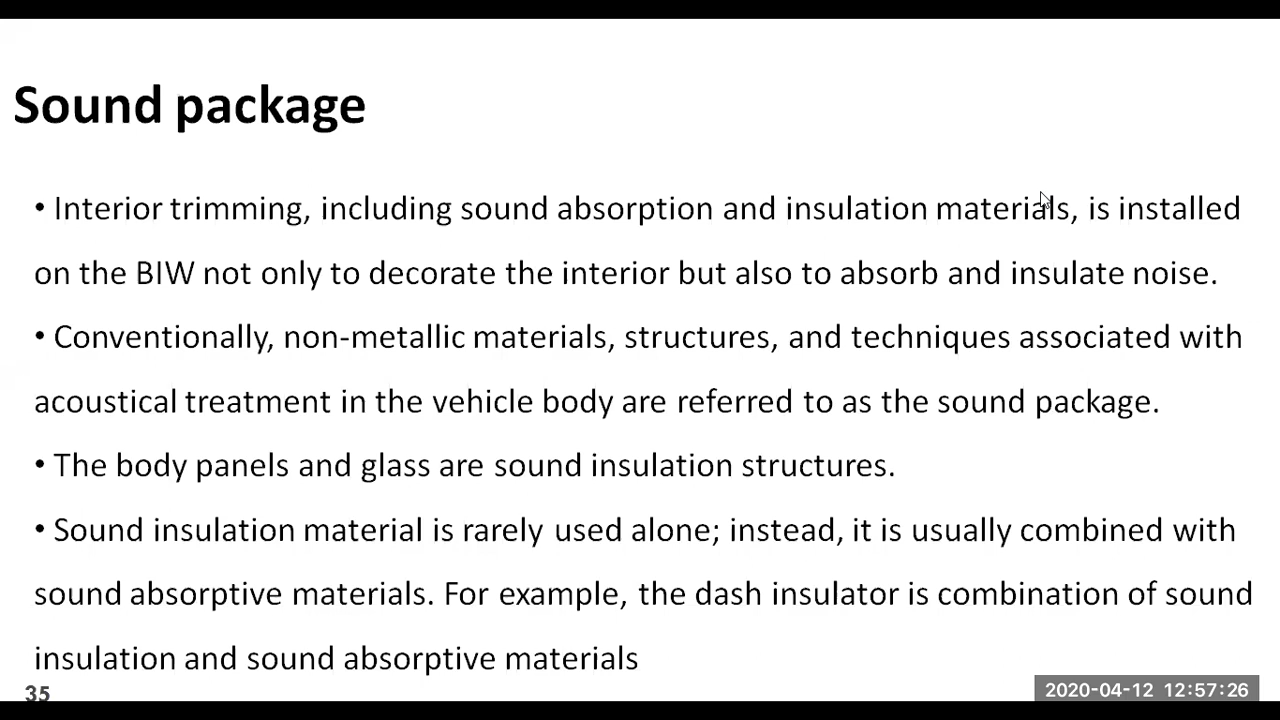 Sound package
• Interior trimming, including sound absorption and insulation materials, is installed
on the BIW not only to decorate the interior but also to absorb and insulate noise.
• Conventionally, non-metallic materials, structures, and techniques associated with
acoustical treatment in the vehicle body are referred to as the sound package.
• The body panels and glass are sound insulation structures.
• Sound insulation material is rarely used alone; instead, it is usually combined with
sound absorptive materials. For example, the dash insulator is combination of sound
insulation and sound absorptive materials
35
2020-04-12 12:57:26